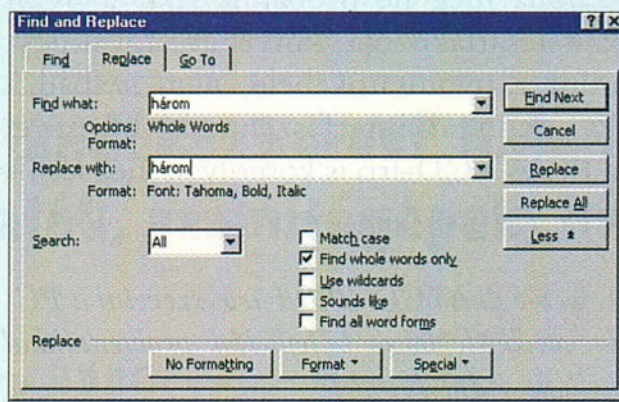 Find and Replace
Find Replace Go To
Find what: három Find Next
Options: Whole Words
Format:
Cancel
Replace with: három Replace
Format: Font: Tahoma, Bold, Italic
Replace All
Search: All Match case Less
Find whole words only
Use wildcards
Sounds like
Find all word forms
Replace
No Formatting Format Special